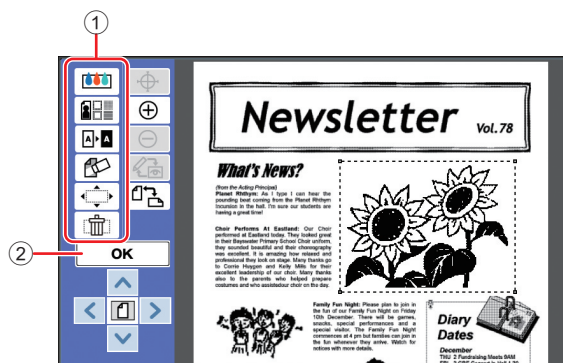 1
A A
2
OK
Newsletter Vol.78
What's News?
(from the Acting Principal)
Planet Rhthym: As I type I can hear the
pounding beat coming from the Planet Rhthym
Incursion in the hall. I'm sure our students are
having a great time!
Choir Performs At Eastland: Our Choir
performed at Eastland today. They looked great
in their Bayswater Primary School Choir uniform,
they sounded beautiful and their choreography
was excellent. It is amazing how relaxed and
professional they look on stage. Many thanks go
to Corrie Huygon and Kelly Mills for their
excellent leadership of our choir. Many thanks
also to the parents who helped prepare
costumes and who assistedour choir on the day.
Family Fun Night: Please plan to join in
the fun of our Family Fun Night on Friday
10th December. There will be games,
snacks, special performances and a
special visitor. The Family Fun Night
commences at 4 pm but families can join in
the fun whenever they arrive. Watch for
notices with more details.
Diary
Dates
December
THU 2 Fundraising Meets 9AM